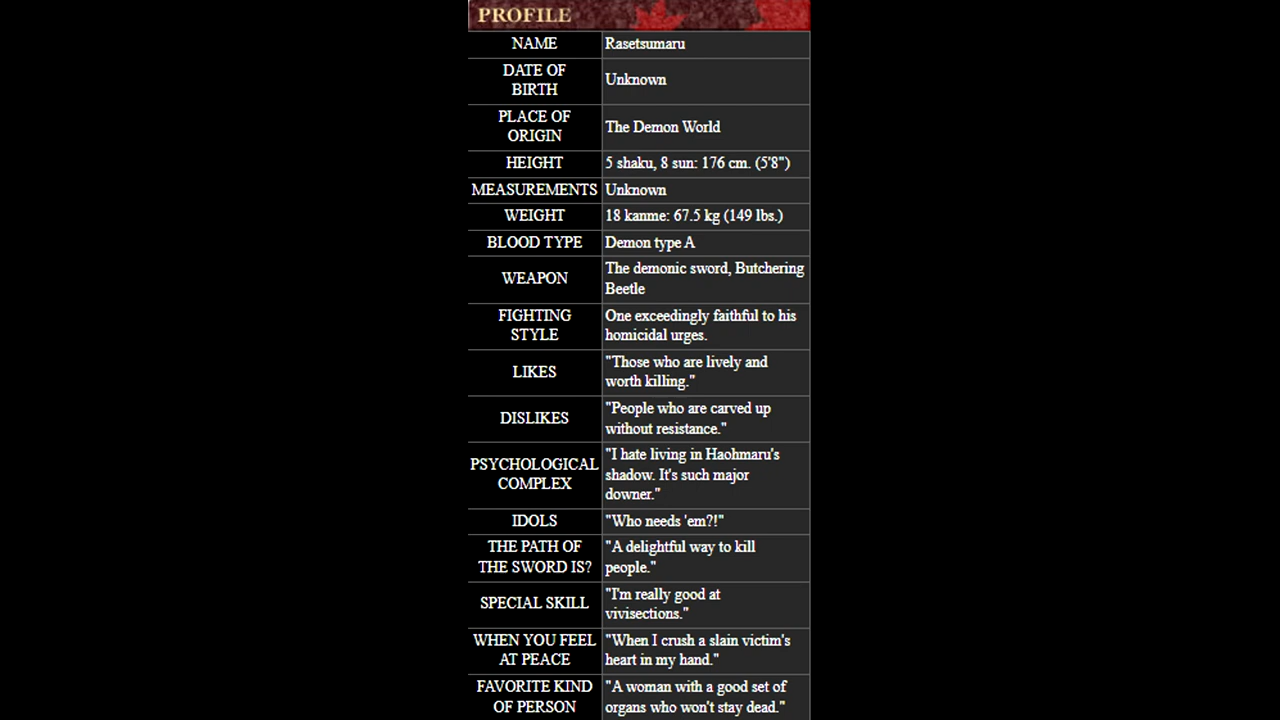 PROFILE
NAME
Rasetsumaru
DATE OF
BIRTH
Unknown
PLACE OF
ORIGIN
The Demon World
HEIGHT
5 shaku, 8 sun: 176 cm. (5'8")
MEASUREMENTS
Unknown
WEIGHT
18 kanme: 67.5 kg (149 lbs.)
BLOOD TYPE
Demon type A
WEAPON
The demonic sword, Butchering
Beetle
FIGHTING
STYLE
One exceedingly faithful to his
homicidal urges.
LIKES
"Those who are lively and
worth killing."
DISLIKES
"People who are carved up
without resistance."
PSYCHOLOGICAL
COMPLEX
"I hate living in Haohmaru's
shadow. It's such major
downer."
IDOLS
"Who needs 'em?!"
THE PATH OF
THE SWORD IS?
"A delightful way to kill
people."
SPECIAL SKILL
"I'm really good at
vivisections."
WHEN YOU FEEL
AT PEACE
"When I crush a slain victim's
heart in my hand."
FAVORITE KIND
OF PERSON
"A woman with a good set of
organs who won't stay dead."